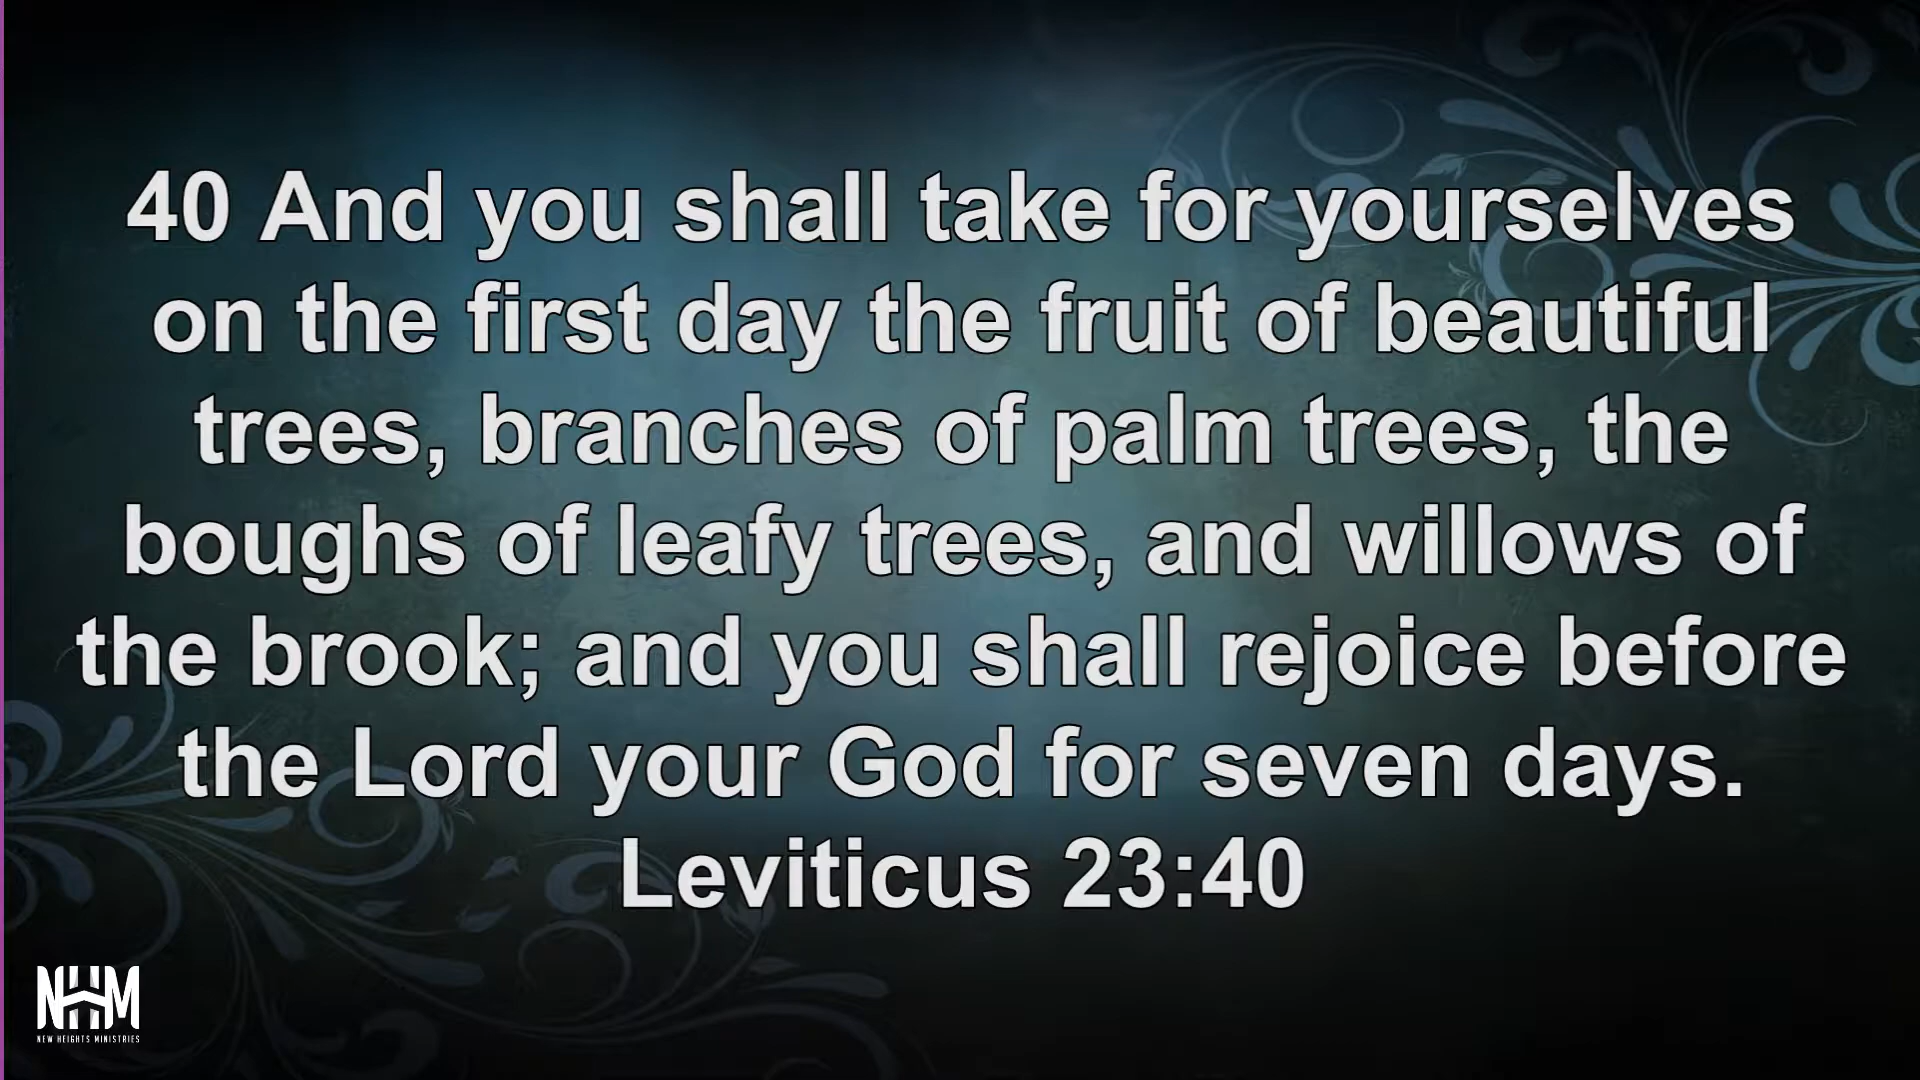 40 And you shall take for yourselves
on the first day the fruit of beautiful
trees, branches of palm trees, the
boughs of leafy trees, and willows of
the brook; and you shall rejoice before
the Lord your God for seven days.
Leviticus 23:40
NHM
NEW HEIGHTS MINISTRIES